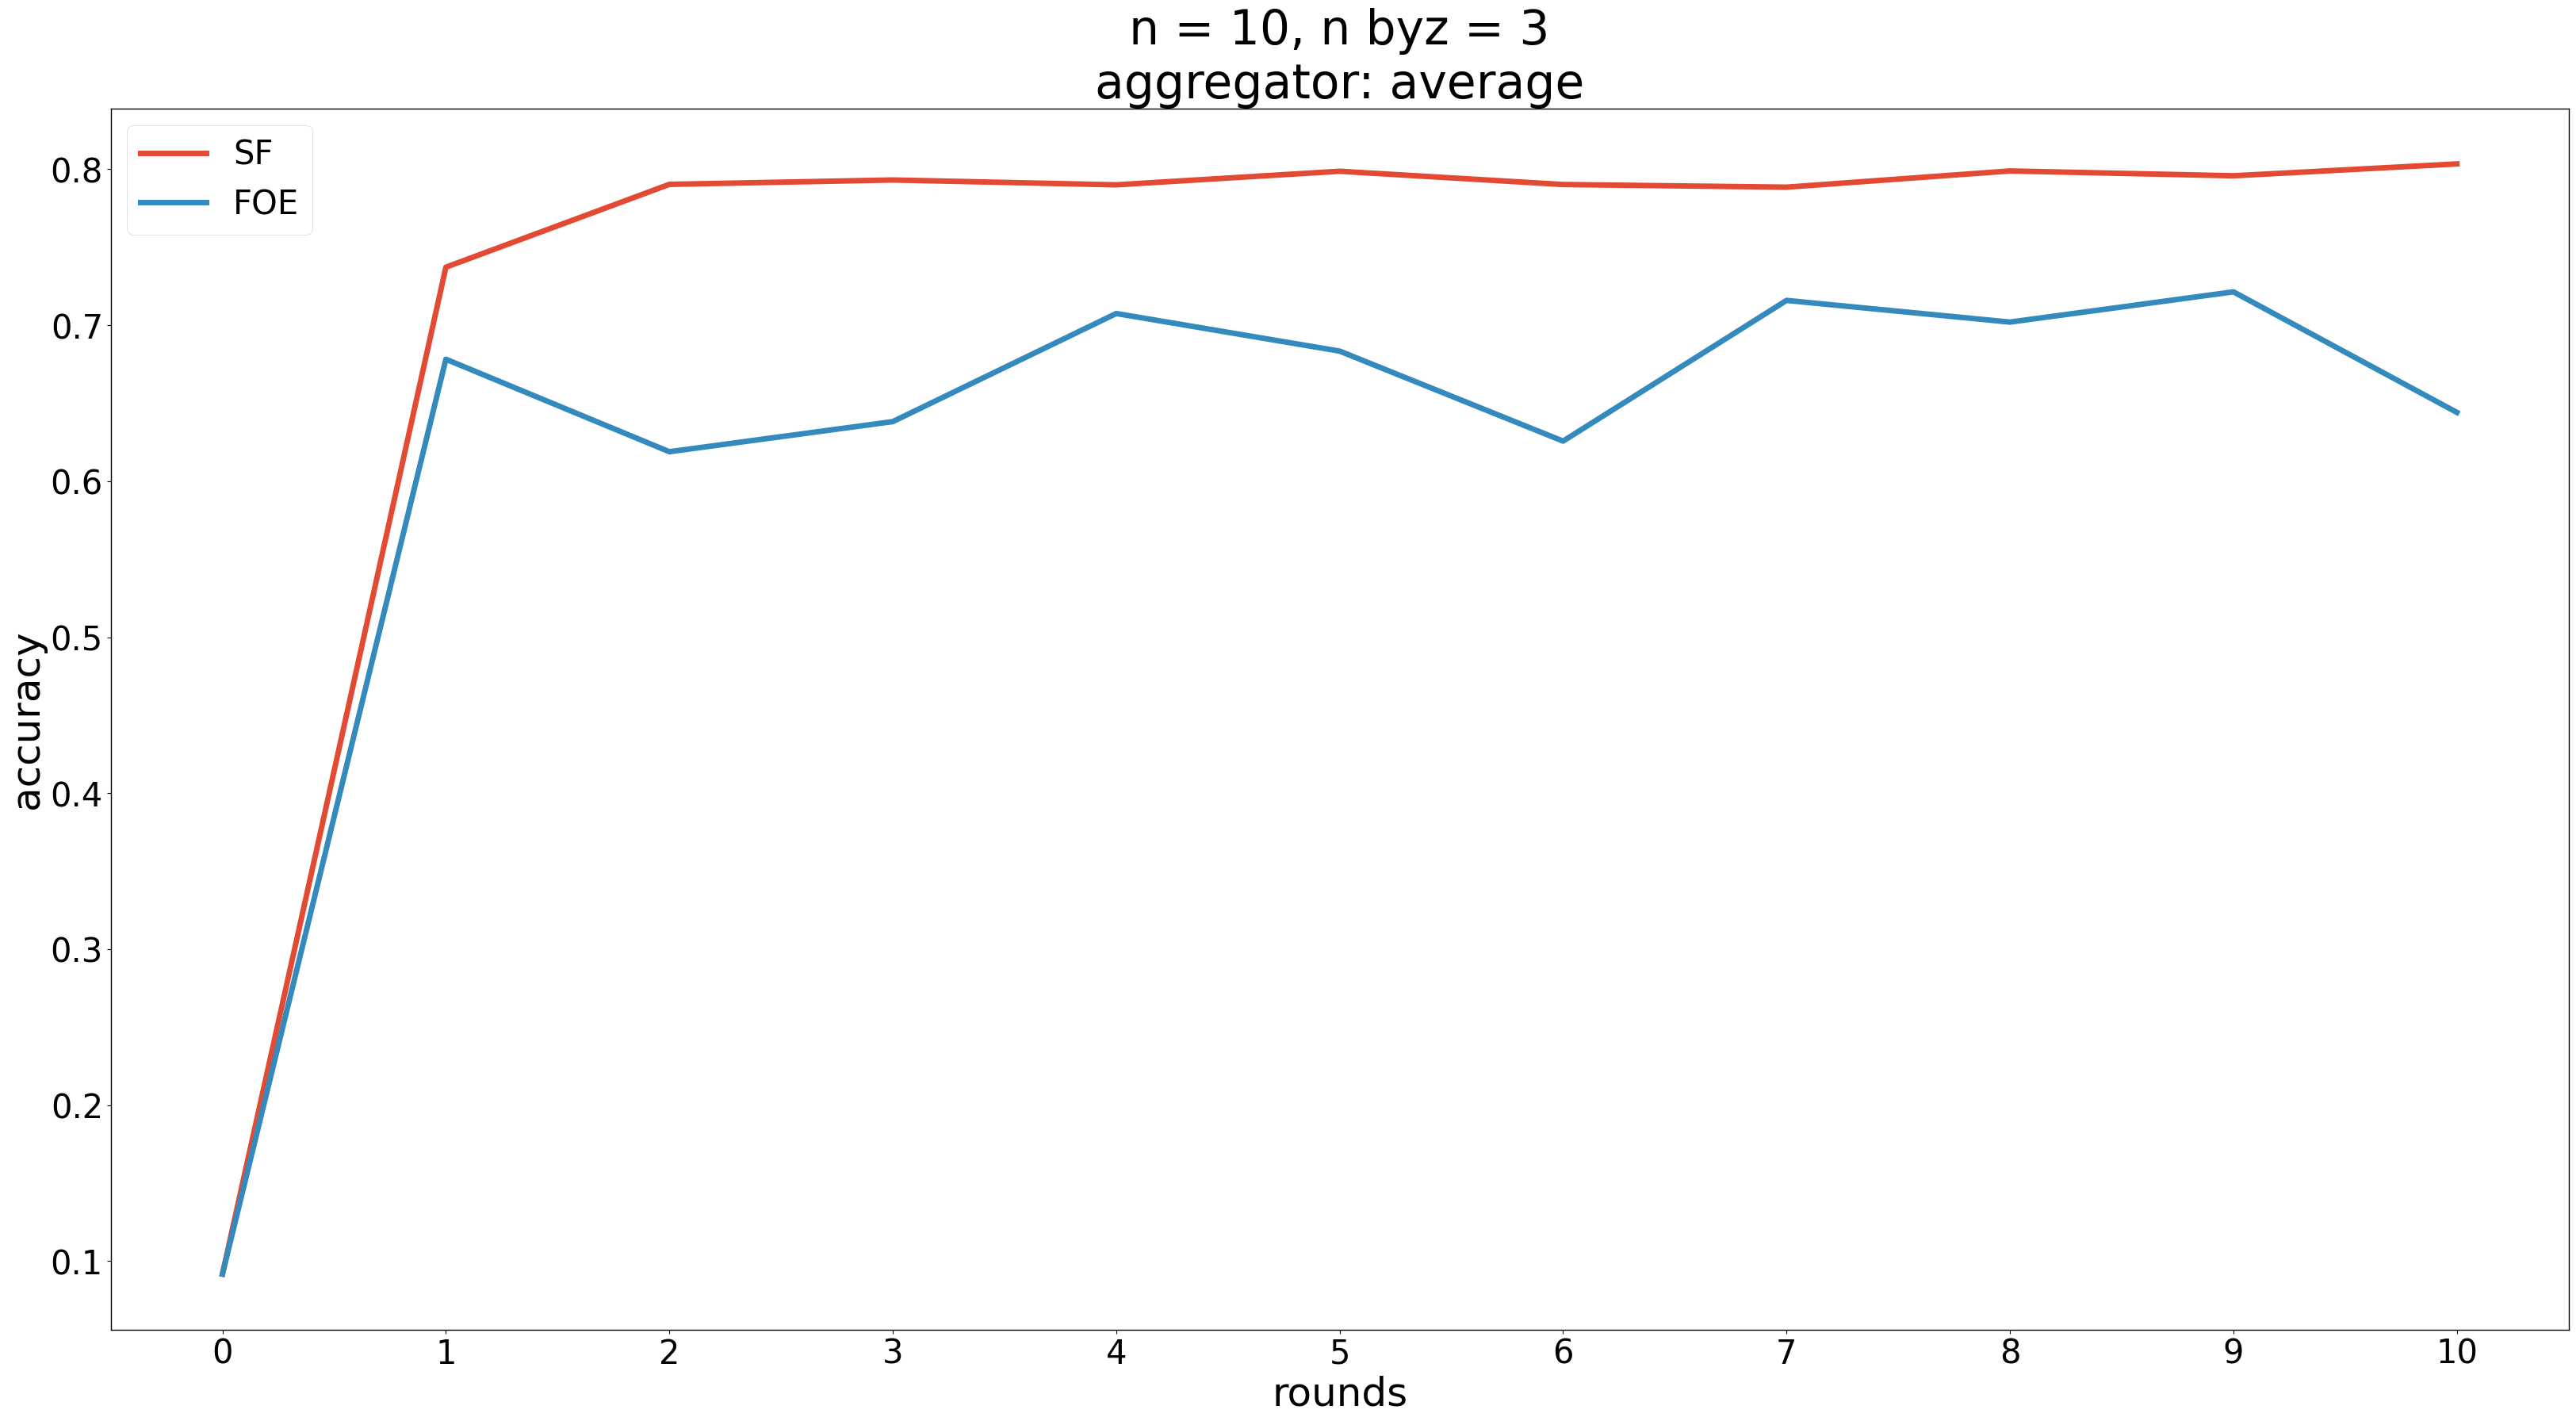 n = 10, n byz = 3
aggregator: average
SF
FOE
0.8
0.7
0.6
0.5
0.4
0.3
0.2
0.1
accuracy
0 1 2 3 4 5 6 7 8 9 10
rounds